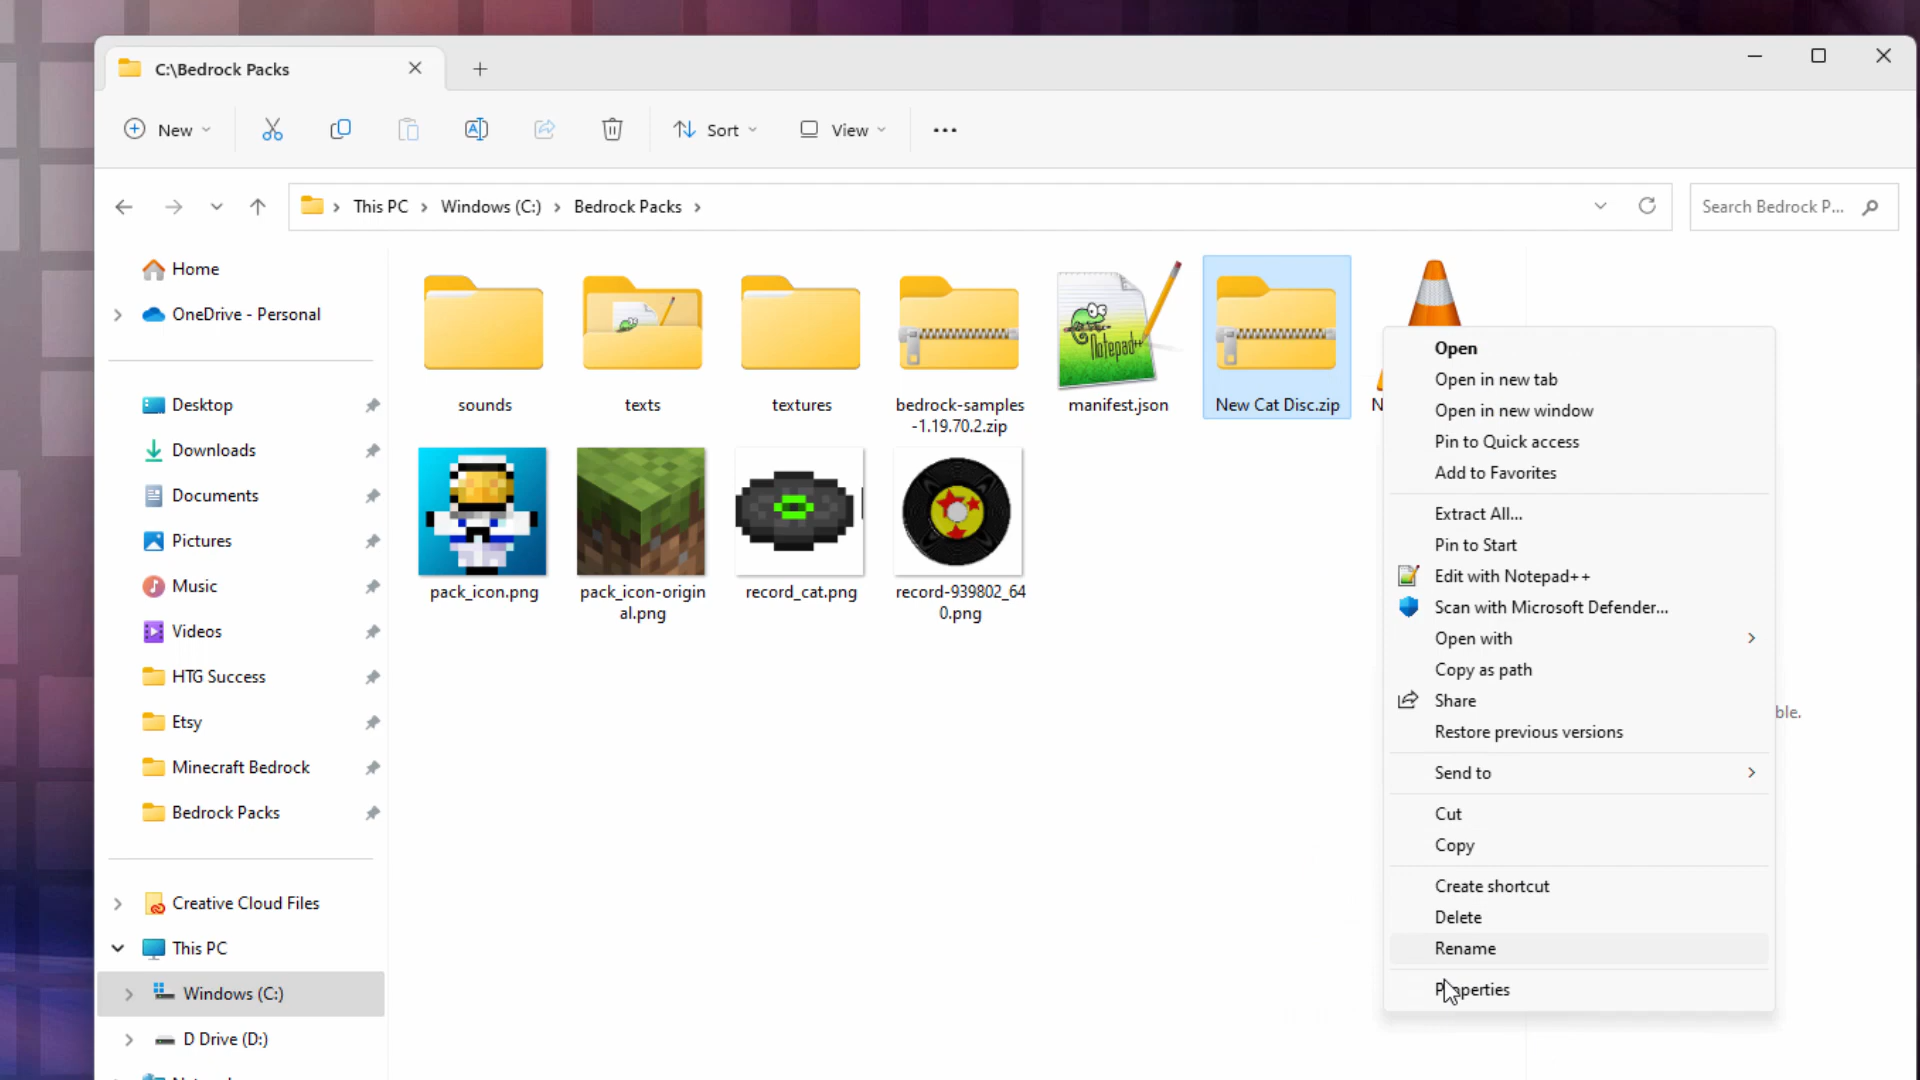 C:\Bedrock Packs
New
Sort
View
This PC
Windows (C:)
Bedrock Packs
Search Bedrock P...
Home
OneDrive - Personal
Desktop
Downloads
Documents
Pictures
Music
Videos
HTG Success
Etsy
Minecraft Bedrock
Bedrock Packs
Creative Cloud Files
This PC
Windows (C:)
D Drive (D:)
sounds
texts
textures
bedrock-samples
-1.19.70.2.zip
Notepad++
manifest.json
New Cat Disc.zip
N
pack_icon.png
pack_icon-origin
al.png
record_cat.png
record-939802_64
0.png
Open
Open in new tab
Open in new window
Pin to Quick access
Add to Favorites
Extract All...
Pin to Start
Edit with Notepad++
Scan with Microsoft Defender...
Open with
Copy as path
Share
Restore previous versions
Send to
Cut
Copy
Create shortcut
Delete
Rename
Properties
ble.